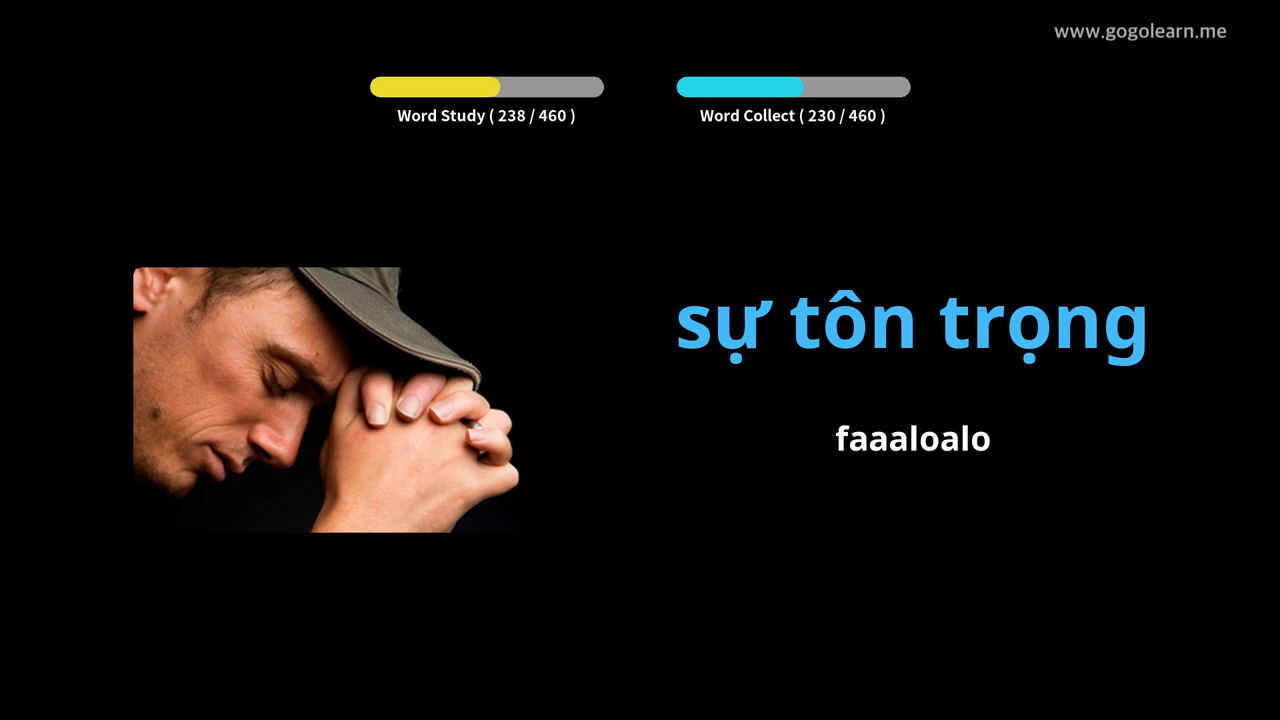 www.gogolearn.me
Word Study ( 238 / 460 )
Word Collect ( 230 / 460 )
sự tôn trọng
faaaloalo